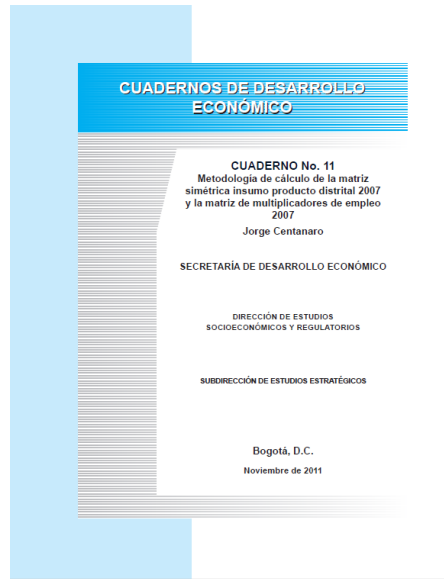 CUADERNOS DE DESARROLLO
ECONÓMICO
CUADERNO No. 11
Metodología de cálculo de la matriz
simétrica insumo producto distrital 2007
y la matriz de multiplicadores de empleo
2007
Jorge Centanaro
SECRETARÍA DE DESARROLLO ECONÓMICO
DIRECCIÓN DE ESTUDIOS
SOCIOECONÓMICOS Y REGULATORIOS
SUBDIRECCIÓN DE ESTUDIOS ESTRATÉGICOS
Bogotá, D.C.
Noviembre de 2011